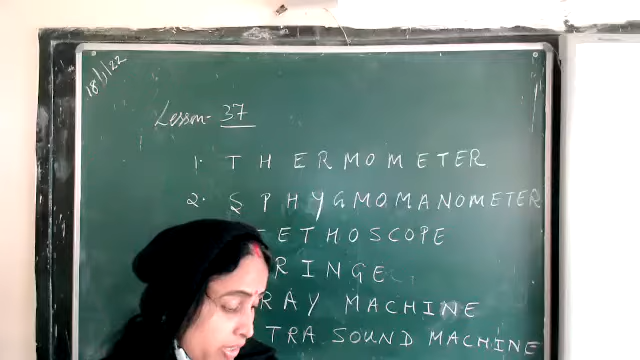 18/1/22
Lesson - 37
1. THERMOMETER
2. SPHYGMOMANOMETER
ETHOSCOPE
RINGE
RAY MACHINE
TRA SOUND MACHINE